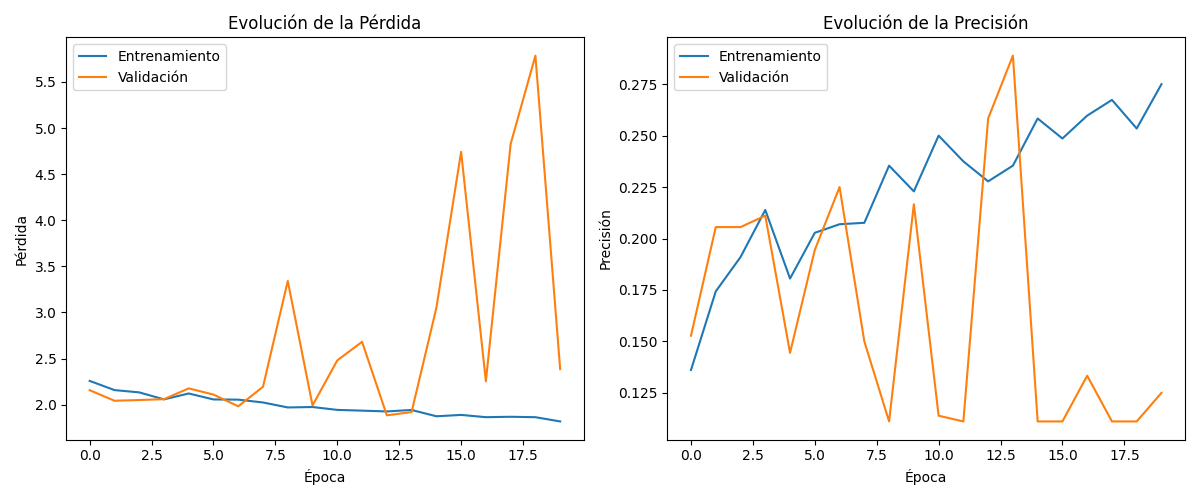 Evolución de la Pérdida
Entrenamiento
Validación
5.5
5.0
4.5
4.0
3.5
3.0
2.5
2.0
Pérdida
0.0 2.5 5.0 7.5 10.0 12.5 15.0 17.5
Época
Evolución de la Precisión
Entrenamiento
Validación
0.275
0.250
0.225
0.200
0.175
0.150
0.125
Precisión
0.0 2.5 5.0 7.5 10.0 12.5 15.0 17.5
Época